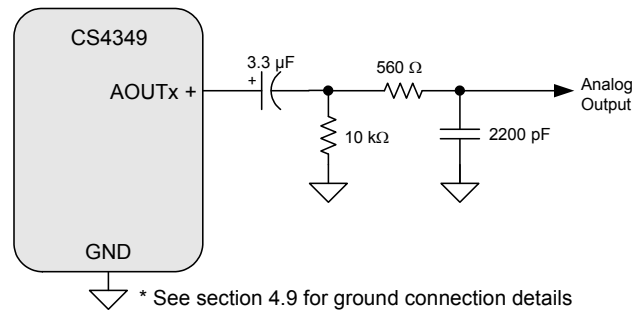 CS4349
3.3 µF
+
560 Ω
AOUTx +
Analog
Output
10 kΩ
2200 pF
GND
* See section 4.9 for ground connection details